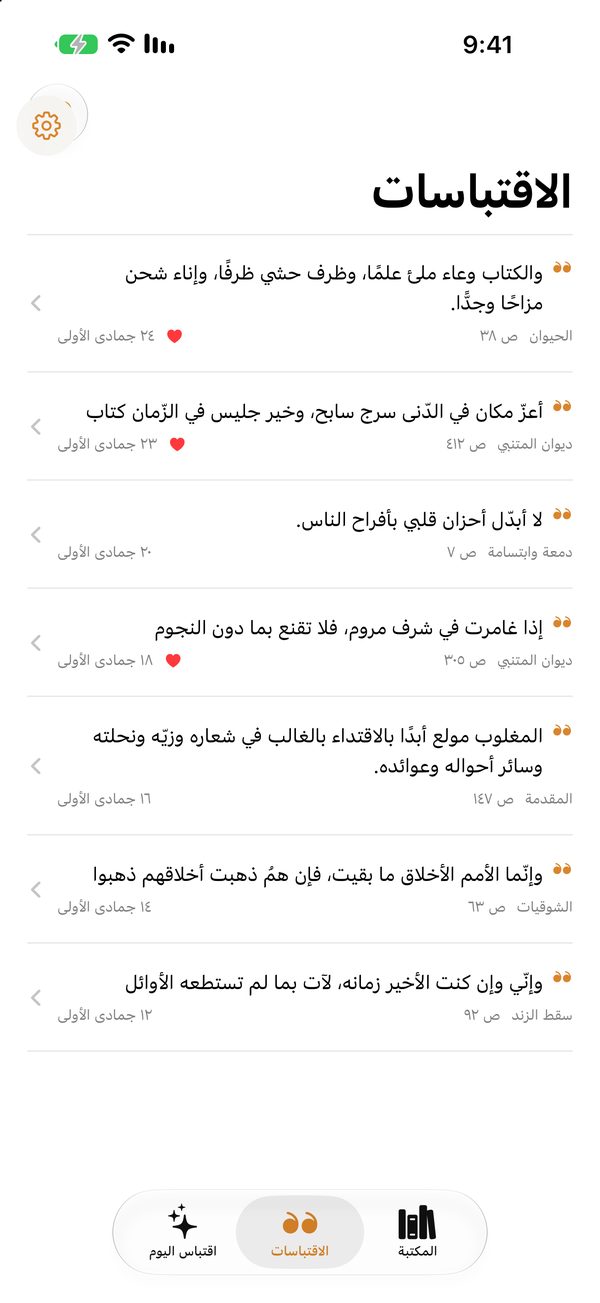 9:41
الاقتباسات
والكتاب وعاء ملئ علمًا، وظرف حشي ظرفًا، وإناء شحن
مزاحًا وجدًّا.
الحيوان ص ٣٨ ٢٤ جمادى الأولى
أعزّ مكان في الدّنى سرج سابح، وخير جليس في الزّمان كتاب
ديوان المتنبي ص ٤١٢ ٢٣ جمادى الأولى
لا أبدّل أحزان قلبي بأفراح الناس.
دمعة وابتسامة ص ٧ ٢٠ جمادى الأولى
إذا غامرت في شرف مروم، فلا تقنع بما دون النجوم
ديوان المتنبي ص ٣٠٥ ١٨ جمادى الأولى
المغلوب مولع أبدًا بالاقتداء بالغالب في شعاره وزيّه ونحلته
وسائر أحواله وعوائده.
المقدمة ص ١٤٧ ١٦ جمادى الأولى
وإنّما الأمم الأخلاق ما بقيت، فإن همُ ذهبت أخلاقهم ذهبوا
الشوقيات ص ٦٣ ١٤ جمادى الأولى
وإنّي وإن كنت الأخير زمانه، لآت بما لم تستطعه الأوائل
سقط الزند ص ٩٢ ١٢ جمادى الأولى
المكتبة الاقتباسات اقتباس اليوم